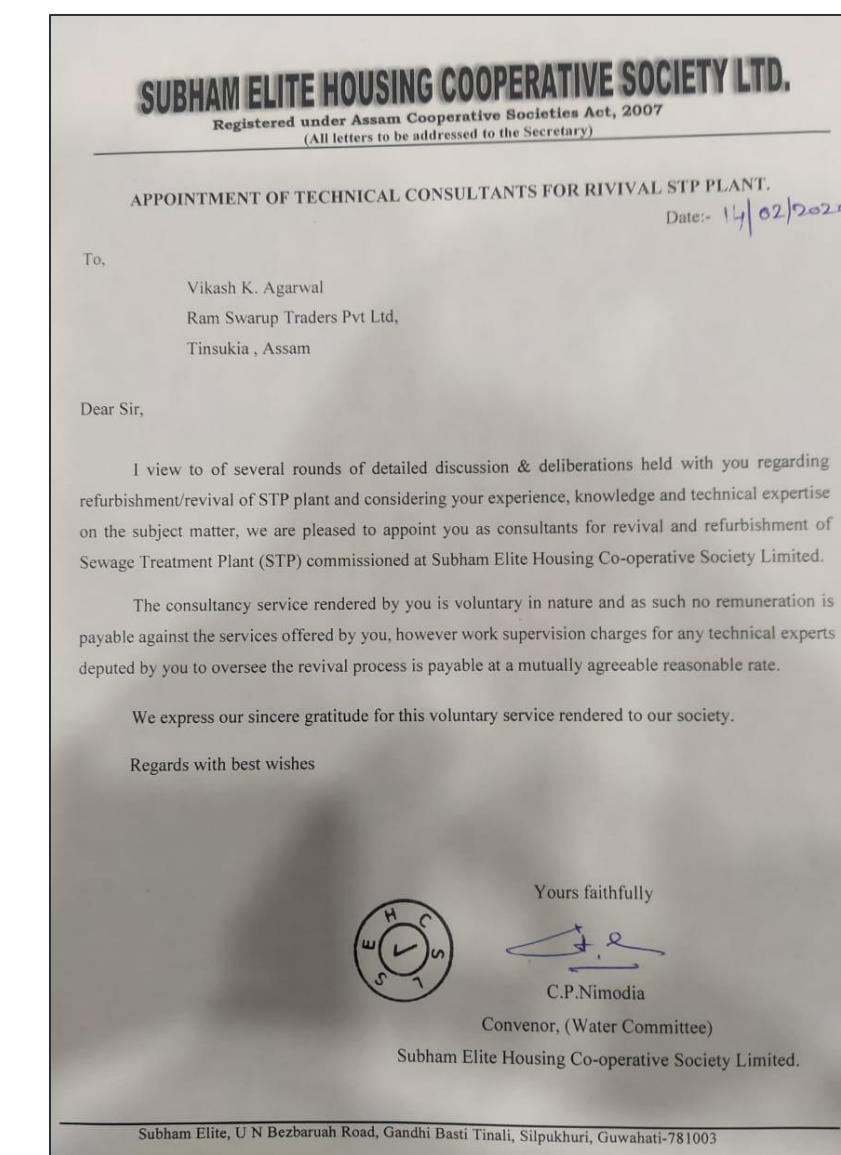 SUBHAM ELITE HOUSING COOPERATIVE SOCIETY LTD.
Registered under Assam Cooperative Societies Act, 2007
(All letters to be addressed to the Secretary)
APPOINTMENT OF TECHNICAL CONSULTANTS FOR RIVIVAL STP PLANT.
Date:- 14/02/202
To,
Vikash K. Agarwal
Ram Swarup Traders Pvt Ltd,
Tinsukia , Assam
Dear Sir,
I view to of several rounds of detailed discussion & deliberations held with you regarding
refurbishment/revival of STP plant and considering your experience, knowledge and technical expertise
on the subject matter, we are pleased to appoint you as consultants for revival and refurbishment of
Sewage Treatment Plant (STP) commissioned at Subham Elite Housing Co-operative Society Limited.
The consultancy service rendered by you is voluntary in nature and as such no remuneration is
payable against the services offered by you, however work supervision charges for any technical experts
deputed by you to oversee the revival process is payable at a mutually agreeable reasonable rate.
We express our sincere gratitude for this voluntary service rendered to our society.
Regards with best wishes
Yours faithfully
S E H C S L
C.P.Nimodia
Convenor, (Water Committee)
Subham Elite Housing Co-operative Society Limited.
Subham Elite, U N Bezbaruah Road, Gandhi Basti Tinali, Silpukhuri, Guwahati-781003